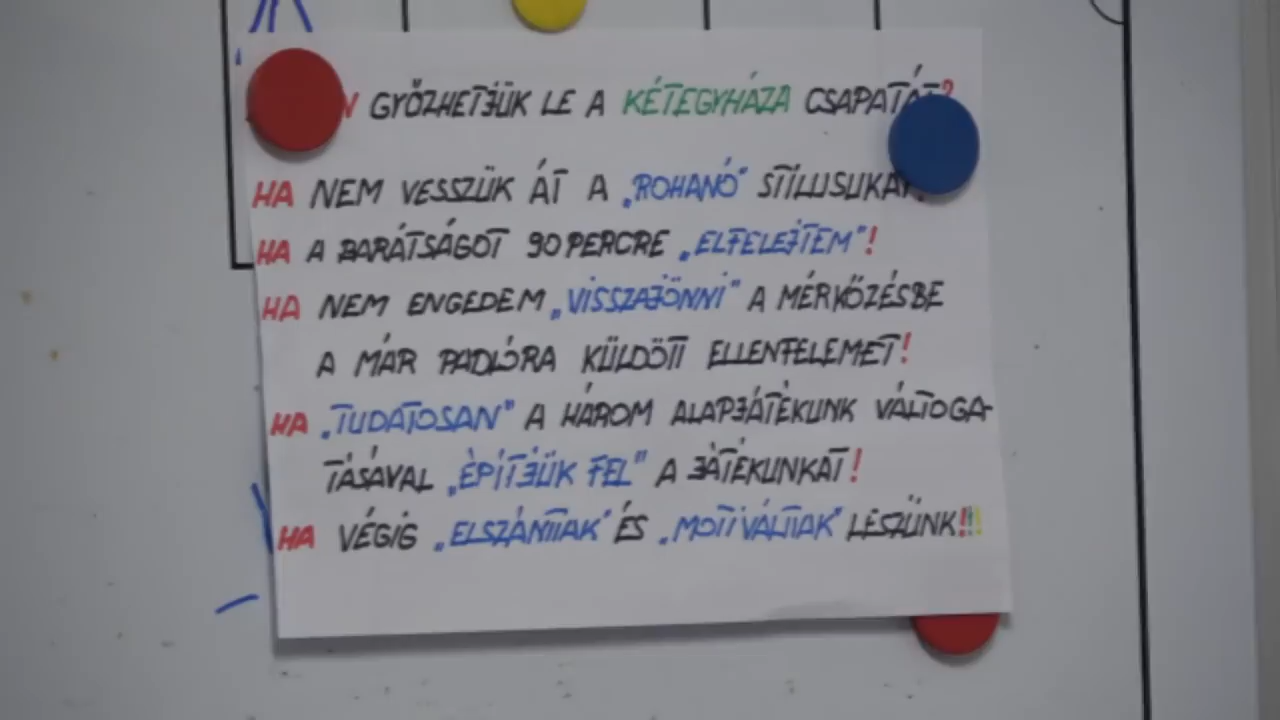 GYŐZHETJÜK LE A KÉTEGYHÁZA CSAPATÁT?
HA NEM VESSZÜK ÁT A „ROHANÓ” STÍLUSUKAT!
HA A BARÁTSÁGOT 90 PERCRE „ELFELEJTEM”!
HA NEM ENGEDEM „VISSZAJÖNNI” A MÉRKŐZÉSBE
A MÁR PADLÓRA KÜLDÖTT ELLENFELEMET!
HA „TUDATOSAN” A HÁROM ALAPJÁTÉKUNK VÁLTOGA-
TÁSÁVAL „ÉPÍTJÜK FEL” A JÁTÉKUNKAT!
HA VÉGIG „ELSZÁNTAK” ÉS „MOTIVÁLTAK” LESZÜNK!!!